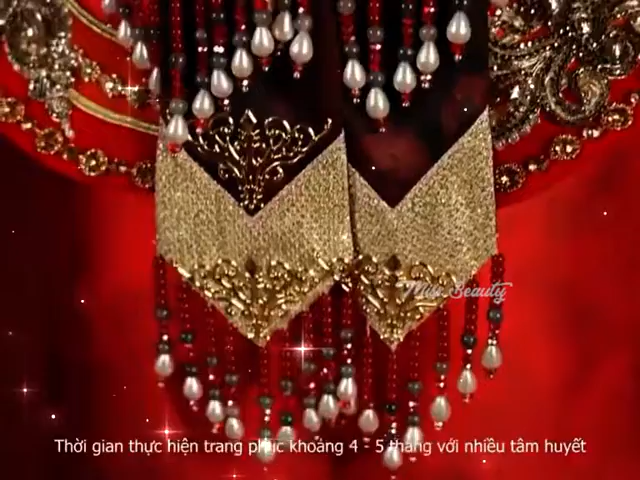 Miss Beauty
Thời gian thực hiện trang phục khoảng 4 - 5 tháng với nhiều tâm huyết